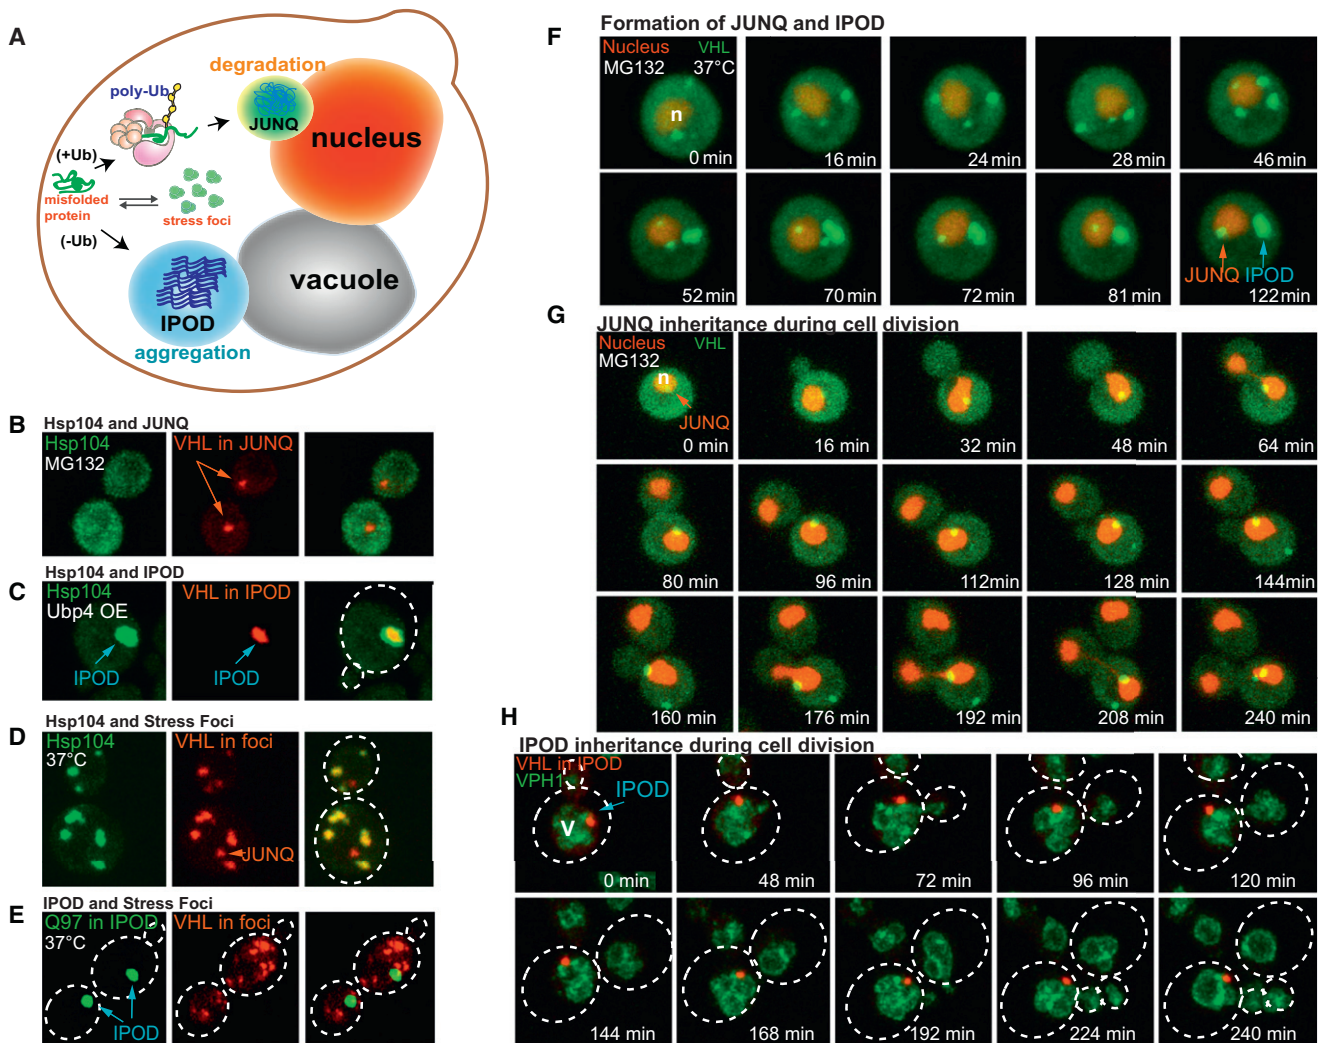 A
degradation
poly-Ub
JUNQ
nucleus
(+Ub)
misfolded
protein
stress foci
(-Ub)
vacuole
IPOD
aggregation
B
Hsp104 and JUNQ
Hsp104
MG132
VHL in JUNQ
C
Hsp104 and IPOD
Hsp104
Ubp4 OE
VHL in IPOD
IPOD
IPOD
D
Hsp104 and Stress Foci
Hsp104
37°C
VHL in foci
JUNQ
E
IPOD and Stress Foci
Q97 in IPOD
37°C
VHL in foci
IPOD
F
Formation of JUNQ and IPOD
Nucleus VHL
MG132 37°C
n
0 min
16 min
24 min
28 min
46 min
52 min
70 min
72 min
81 min
JUNQ IPOD
122 min
G
JUNQ inheritance during cell division
Nucleus VHL
MG132
n
JUNQ
0 min
16 min
32 min
48 min
64 min
80 min
96 min
112min
128 min
144min
160 min
176 min
192 min
208 min
240 min
H
IPOD inheritance during cell division
VHL in IPOD
VPH1
IPOD
V
0 min
48 min
72 min
96 min
120 min
144 min
168 min
192 min
224 min
240 min